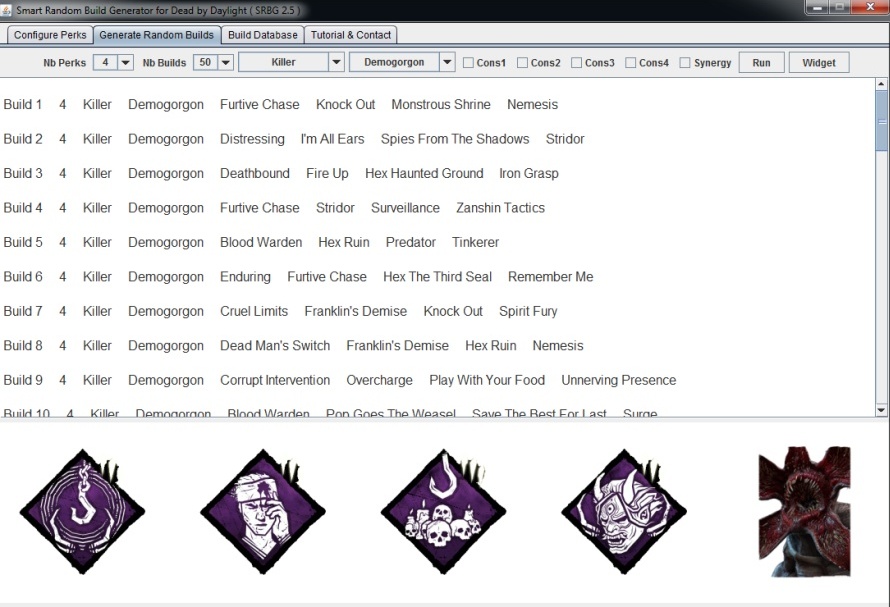 Smart Random Build Generator for Dead by Daylight ( SRBG 2.5 )
Configure Perks Generate Random Builds Build Database Tutorial & Contact
Nb Perks 4 Nb Builds 50 Killer Demogorgon Cons1 Cons2 Cons3 Cons4 Synergy Run Widget
Build 1 4 Killer Demogorgon Furtive Chase Knock Out Monstrous Shrine Nemesis
Build 2 4 Killer Demogorgon Distressing I'm All Ears Spies From The Shadows Stridor
Build 3 4 Killer Demogorgon Deathbound Fire Up Hex Haunted Ground Iron Grasp
Build 4 4 Killer Demogorgon Furtive Chase Stridor Surveillance Zanshin Tactics
Build 5 4 Killer Demogorgon Blood Warden Hex Ruin Predator Tinkerer
Build 6 4 Killer Demogorgon Enduring Furtive Chase Hex The Third Seal Remember Me
Build 7 4 Killer Demogorgon Cruel Limits Franklin's Demise Knock Out Spirit Fury
Build 8 4 Killer Demogorgon Dead Man's Switch Franklin's Demise Hex Ruin Nemesis
Build 9 4 Killer Demogorgon Corrupt Intervention Overcharge Play With Your Food Unnerving Presence
Build 10 4 Killer Demogorgon Blood Warden Pop Goes The Weasel Save The Best For Last Surge